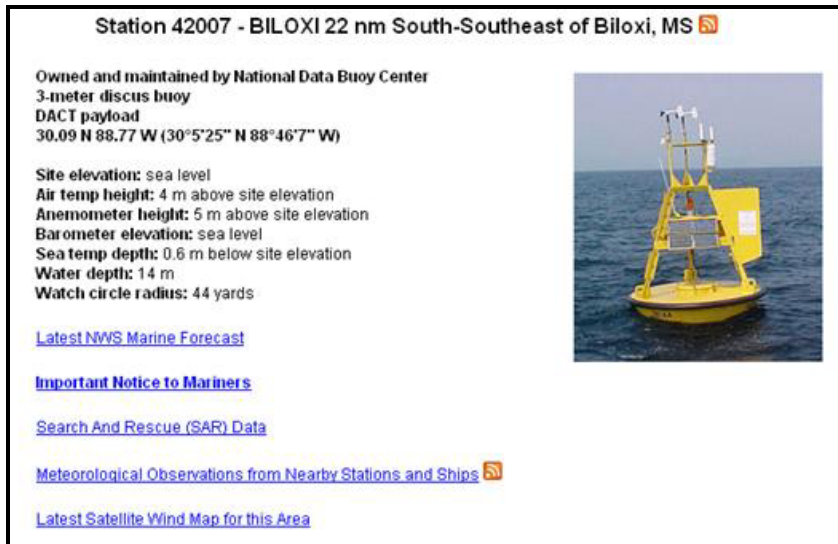 Station 42007 - BILOXI 22 nm South-Southeast of Biloxi, MS
Owned and maintained by National Data Buoy Center
3-meter discus buoy
DACT payload
30.09 N 88.77 W (30°5'25" N 88°46'7" W)
Site elevation: sea level
Air temp height: 4 m above site elevation
Anemometer height: 5 m above site elevation
Barometer elevation: sea level
Sea temp depth: 0.6 m below site elevation
Water depth: 14 m
Watch circle radius: 44 yards
Latest NWS Marine Forecast
Important Notice to Mariners
Search And Rescue (SAR) Data
Meteorological Observations from Nearby Stations and Ships
Latest Satellite Wind Map for this Area